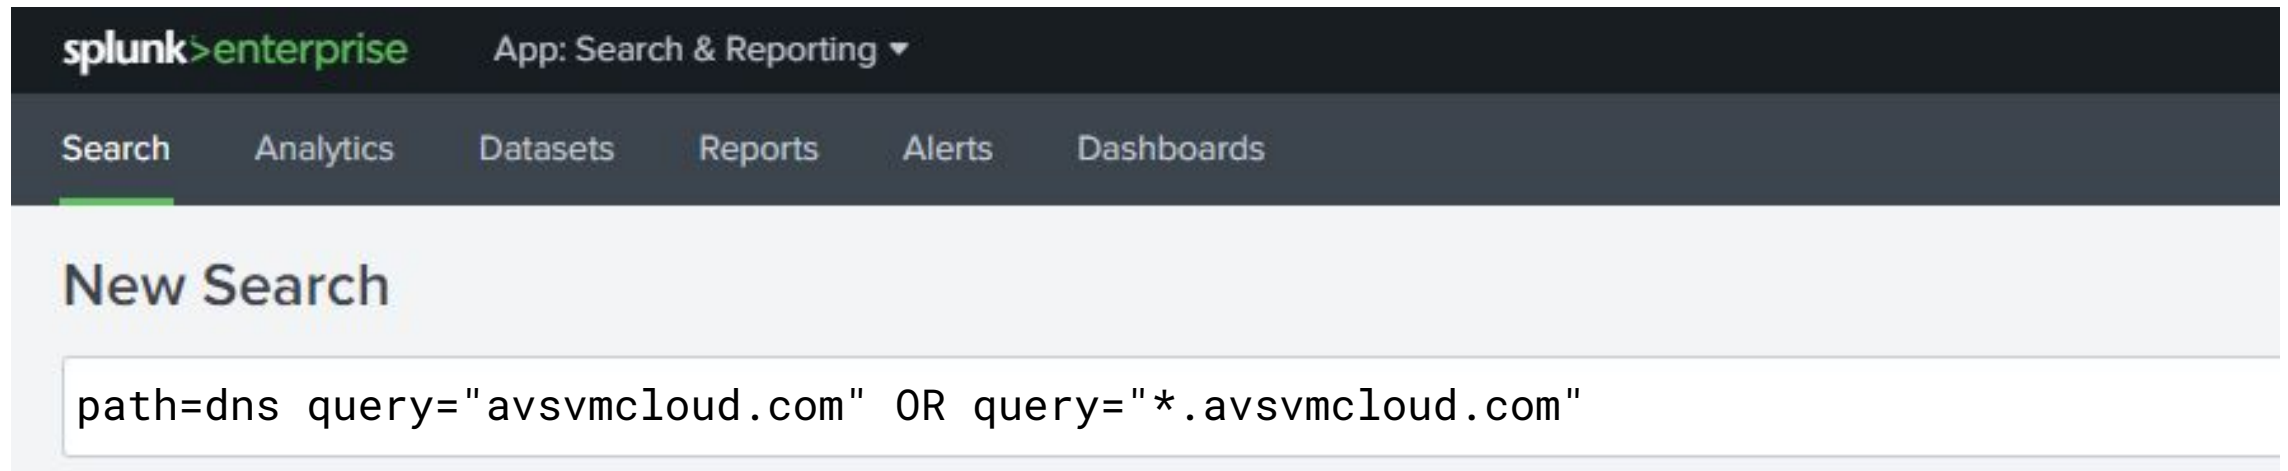 splunk>enterprise App: Search & Reporting
Search Analytics Datasets Reports Alerts Dashboards
New Search
path=dns query="avsvmcloud.com" OR query="*.avsvmcloud.com"